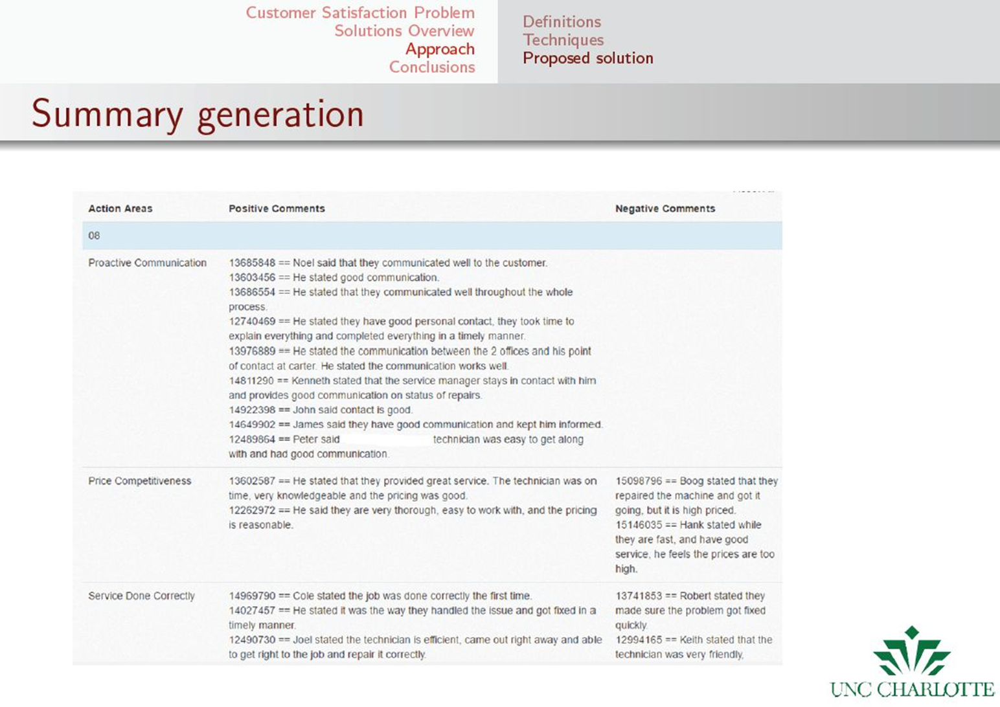 Customer Satisfaction Problem
Solutions Overview
Approach
Conclusions
Definitions
Techniques
Proposed solution
Summary generation
Action Areas
Positive Comments
Negative Comments
08
Proactive Communication
13685848 == Noel said that they communicated well to the customer.
13603456 == He stated good communication.
13686554 == He stated that they communicated well throughout the whole
process.
12740469 == He stated they have good personal contact, they took time to
explain everything and completed everything in a timely manner.
13976889 == He stated the communication between the 2 offices and his point
of contact at carter. He stated the communication works well.
14811290 == Kenneth stated that the service manager stays in contact with him
and provides good communication on status of repairs.
14922398 == John said contact is good.
14649902 == James said they have good communication and kept him informed.
12489864 == Peter said technician was easy to get along
with and had good communication.
Price Competitiveness
13602587 == He stated that they provided great service. The technician was on
time, very knowledgeable and the pricing was good.
12262972 == He said they are very thorough, easy to work with, and the pricing
is reasonable.
15098796 == Boog stated that they
repaired the machine and got it
going, but it is high priced.
15146035 == Hank stated while
they are fast, and have good
service, he feels the prices are too
high.
Service Done Correctly
14969790 == Cole stated the job was done correctly the first time.
14027457 == He stated it was the way they handled the issue and got fixed in a
timely manner.
12490730 == Joel stated the technician is efficient, came out right away and able
to get right to the job and repair it correctly.
13741853 == Robert stated they
made sure the problem got fixed
quickly.
12994165 == Keith stated that the
technician was very friendly,
UNC CHARLOTTE